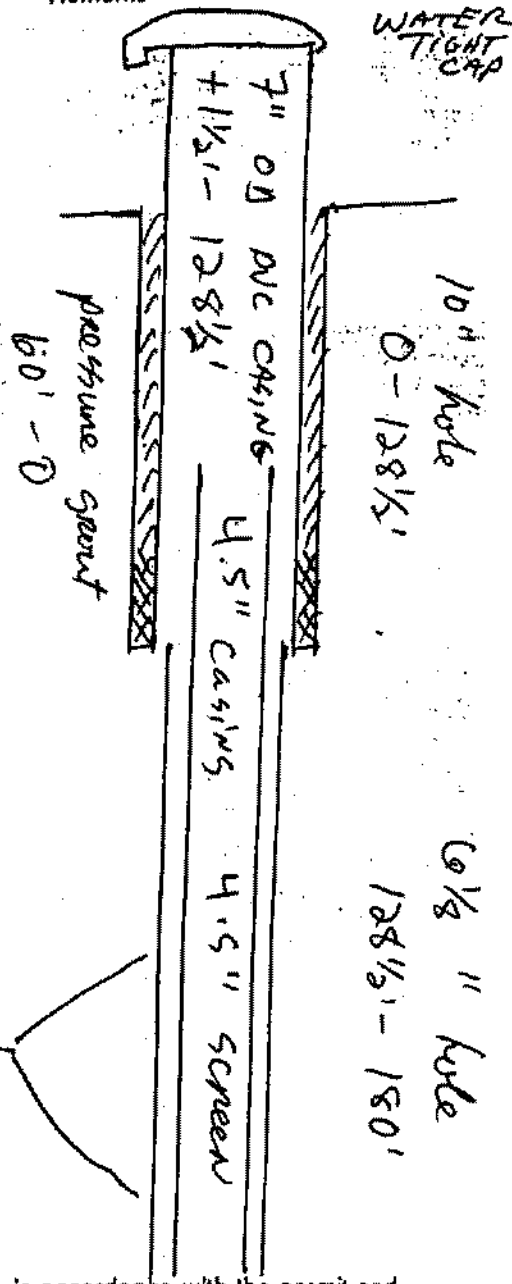 WATER
TIGHT
CAP
7" OD PVC CASING
+1½' - 128½'
10" hole
0 - 128½'
pressure grout
60' - 0
4.5" casing
4.5" screen
6⅛" hole
128½' - 180'
in accordance with the permit and